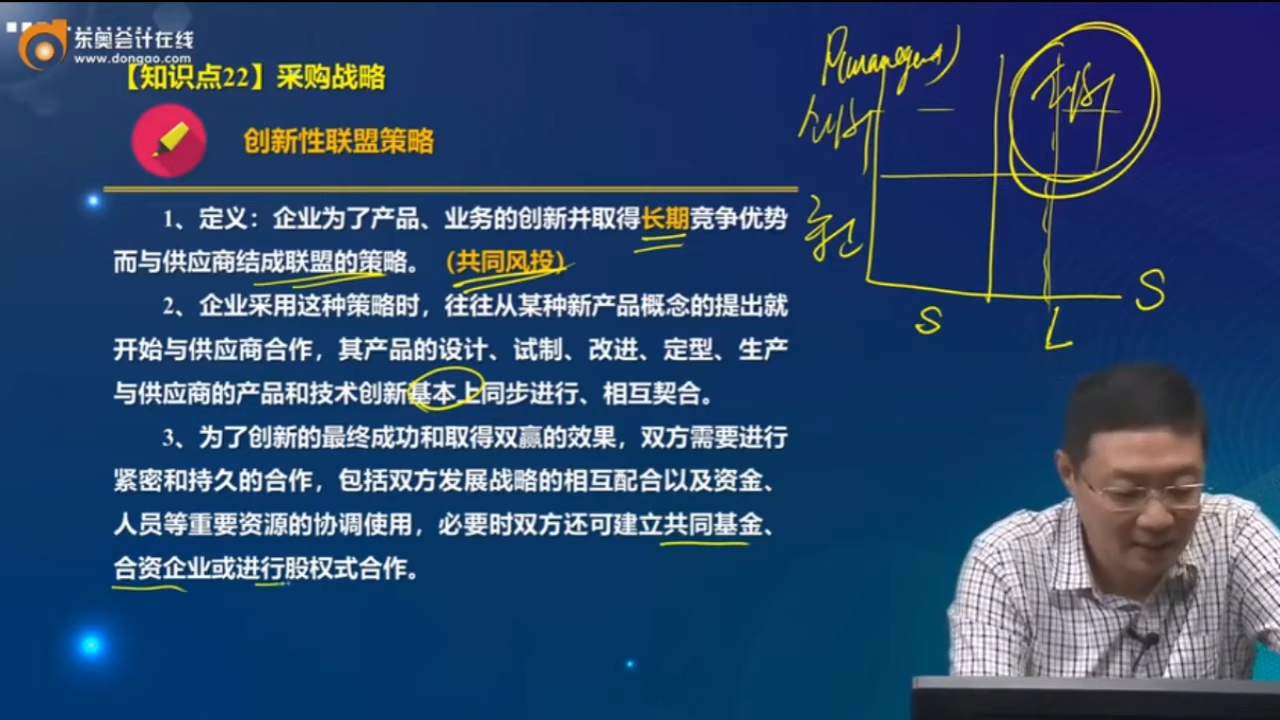 东奥会计在线
www.dongao.com
【知识点22】采购战略
创新性联盟策略
1、定义：企业为了产品、业务的创新并取得长期竞争优势
而与供应商结成联盟的策略。（共同风投）
2、企业采用这种策略时，往往从某种新产品概念的提出就
开始与供应商合作，其产品的设计、试制、改进、定型、生产
与供应商的产品和技术创新基本上同步进行、相互契合。
3、为了创新的最终成功和取得双赢的效果，双方需要进行
紧密和持久的合作，包括双方发展战略的相互配合以及资金、
人员等重要资源的协调使用，必要时双方还可建立共同基金、
合资企业或进行股权式合作。
S
S
L